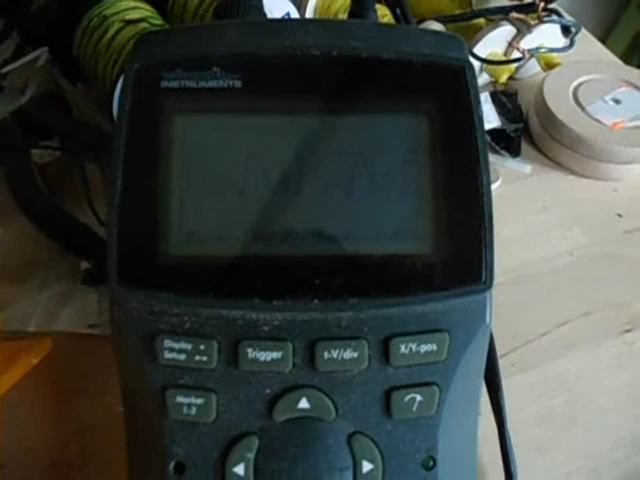 INSTRUMENTS
Display
Setup
Trigger
t-V/div
X/Y-pos
Marker
1-2